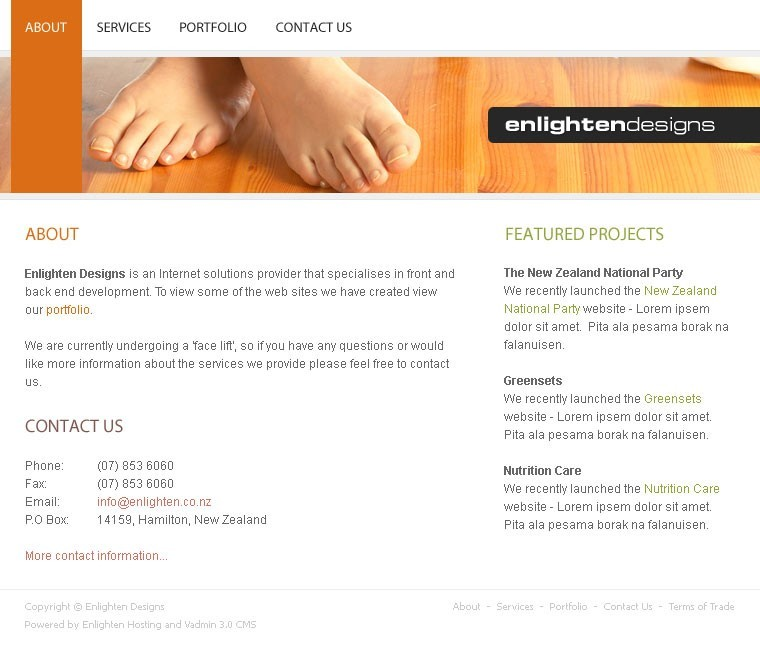 ABOUT SERVICES PORTFOLIO CONTACT US
enlightendesigns
ABOUT
Enlighten Designs is an Internet solutions provider that specialises in front and
back end development. To view some of the web sites we have created view
our portfolio.
We are currently undergoing a 'face lift', so if you have any questions or would
like more information about the services we provide please feel free to contact
us.
CONTACT US
Phone: (07) 853 6060
Fax: (07) 853 6060
Email: info@enlighten.co.nz
P.O Box: 14159, Hamilton, New Zealand
More contact information...
FEATURED PROJECTS
The New Zealand National Party
We recently launched the New Zealand
National Party website - Lorem ipsem
dolor sit amet. Pita ala pesama borak na
falanuisen.
Greensets
We recently launched the Greensets
website - Lorem ipsem dolor sit amet.
Pita ala pesama borak na falanuisen.
Nutrition Care
We recently launched the Nutrition Care
website - Lorem ipsem dolor sit amet.
Pita ala pesama borak na falanuisen.
Copyright © Enlighten Designs
Powered by Enlighten Hosting and Vadmin 3.0 CMS
About - Services - Portfolio - Contact Us - Terms of Trade